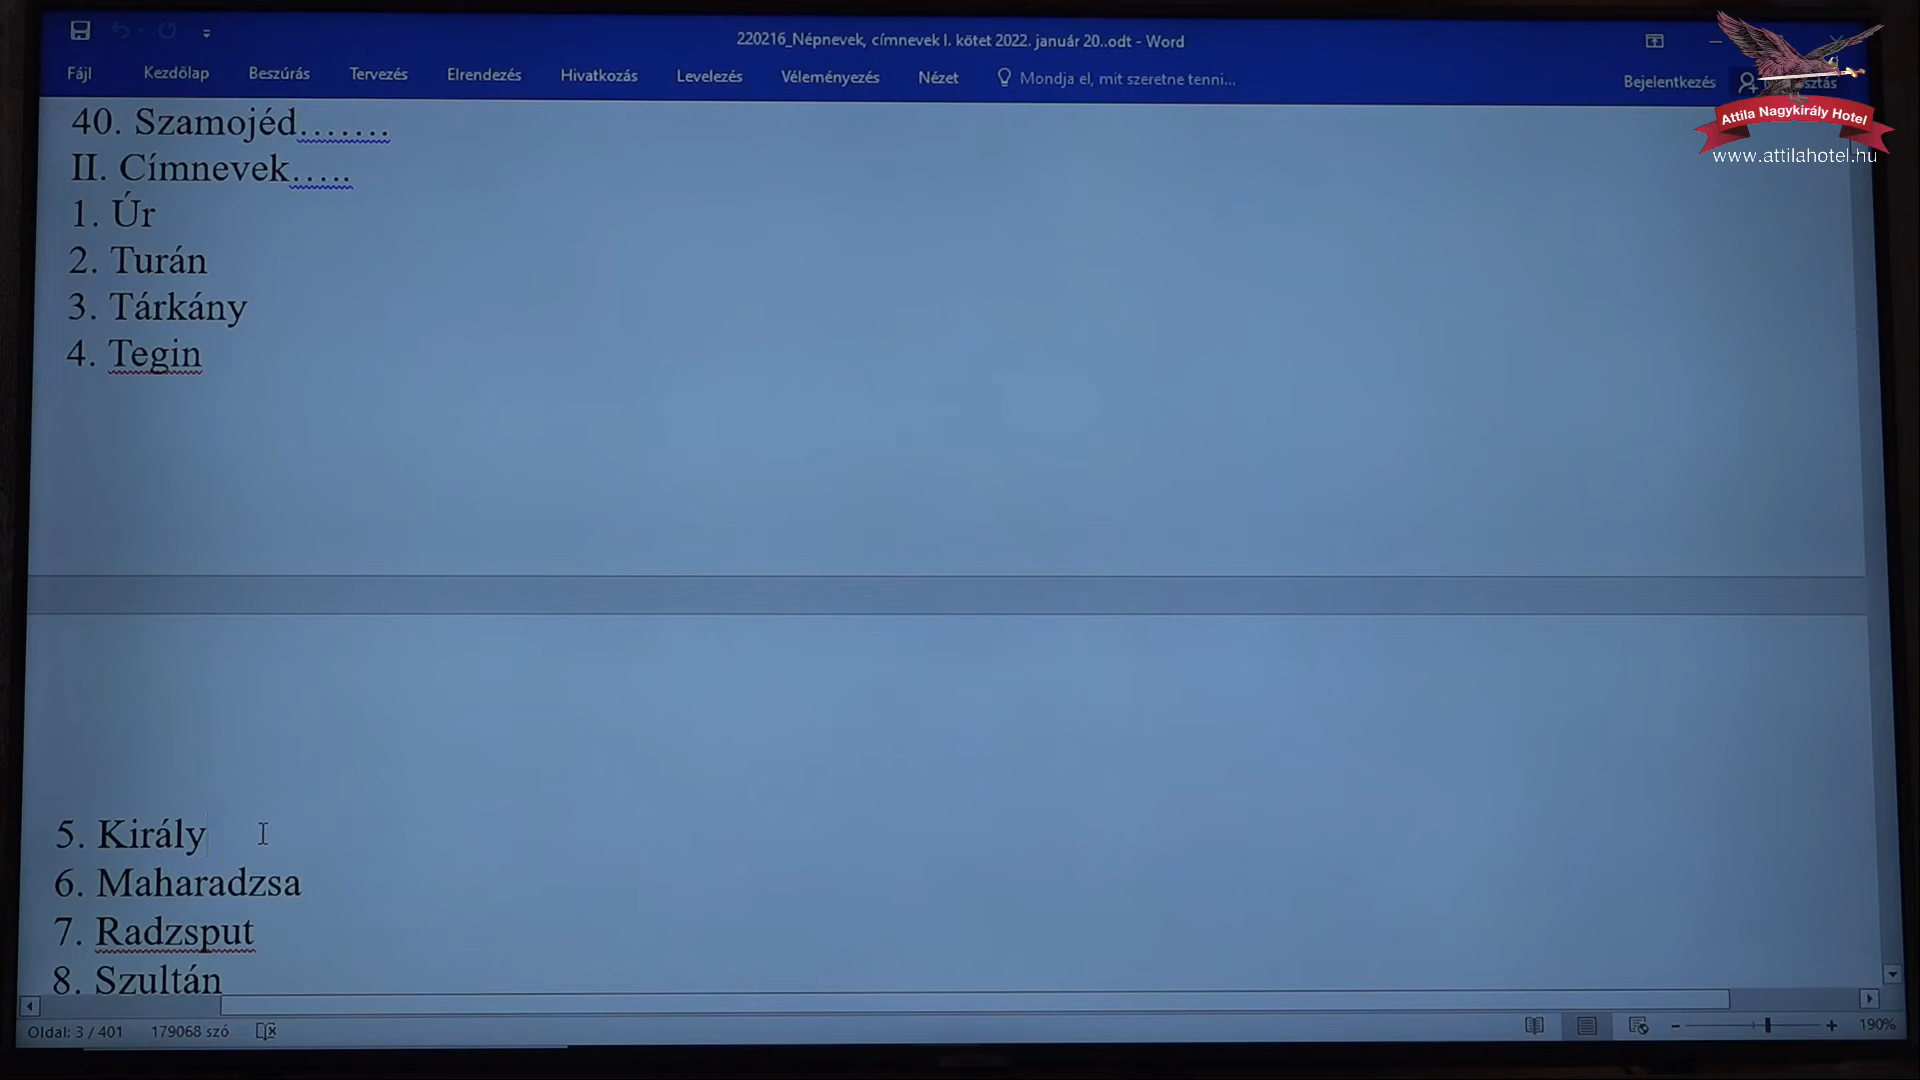 220216_Népnevek, címnevek I. kötet 2022. január 20..odt - Word
Fájl Kezdőlap Beszúrás Tervezés Elrendezés Hivatkozás Levelezés Véleményezés Nézet Mondja el, mit szeretne tenni... Bejelentkezés
Attila Nagykirály Hotel
www.attilahotel.hu
40. Szamojéd.......
II. Címnevek.....
1. Úr
2. Turán
3. Tárkány
4. Tegin
5. Király
6. Maharadzsa
7. Radzsput
8. Szultán
Oldal: 3 / 401 179068 szó 190%